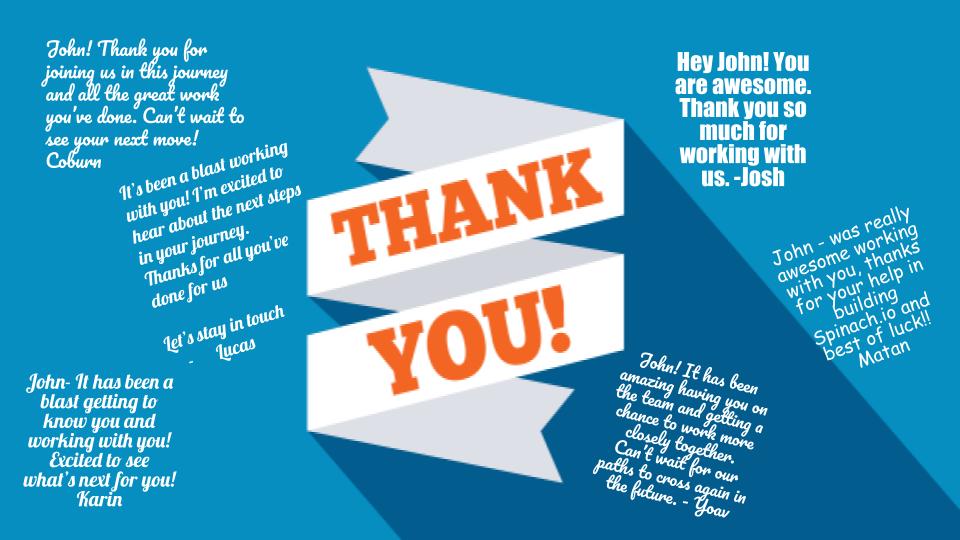 John! Thank you for
joining us in this journey
and all the great work
you've done. Can't wait to
see your next move!
Coburn
It's been a blast working
with you! I'm excited to
hear about the next steps
in your journey.
Thanks for all you've
done for us
Let's stay in touch
- Lucas
John- It has been a
blast getting to
know you and
working with you!
Excited to see
what's next for you!
Karin
THANK
YOU!
Hey John! You
are awesome.
Thank you so
much for
working with
us. -Josh
John - was really
awesome working
with you, thanks
for your help in
building
Spinach.io and
best of luck!!
Matan
John! It has been
amazing having you on
the team and getting a
chance to work more
closely together.
Can't wait for our
paths to cross again in
the future. - Yoav